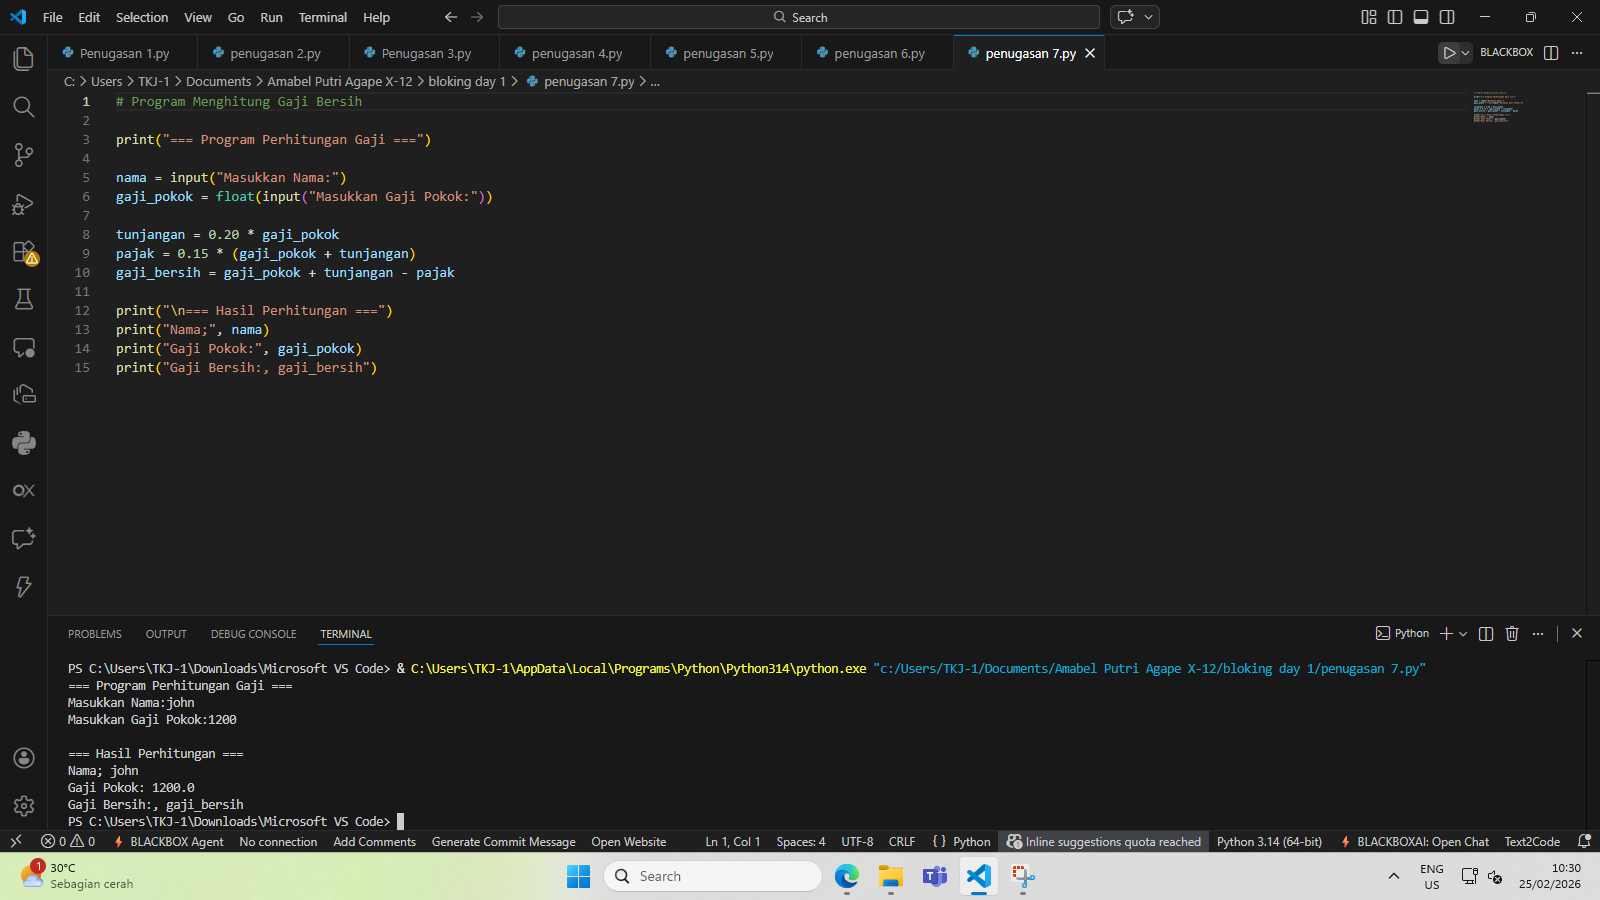 File Edit Selection View Go Run Terminal Help
Search
Penugasan 1.py penugasan 2.py Penugasan 3.py penugasan 4.py penugasan 5.py penugasan 6.py penugasan 7.py
BLACKBOX
C: > Users > TKJ-1 > Documents > Amabel Putri Agape X-12 > bloking day 1 > penugasan 7.py > ...
1 # Program Menghitung Gaji Bersih
2
3 print("=== Program Perhitungan Gaji ===")
4
5 nama = input("Masukkan Nama:")
6 gaji_pokok = float(input("Masukkan Gaji Pokok:"))
7
8 tunjangan = 0.20 * gaji_pokok
9 pajak = 0.15 * (gaji_pokok + tunjangan)
10 gaji_bersih = gaji_pokok + tunjangan - pajak
11
12 print("\n=== Hasil Perhitungan ===")
13 print("Nama;", nama)
14 print("Gaji Pokok:", gaji_pokok)
15 print("Gaji Bersih:, gaji_bersih")
PROBLEMS OUTPUT DEBUG CONSOLE TERMINAL
Python
PS C:\Users\TKJ-1\Downloads\Microsoft VS Code> & C:\Users\TKJ-1\AppData\Local\Programs\Python\Python314\python.exe "c:/Users/TKJ-1/Documents/Amabel Putri Agape X-12/bloking day 1/penugasan 7.py"
=== Program Perhitungan Gaji ===
Masukkan Nama:john
Masukkan Gaji Pokok:1200
=== Hasil Perhitungan ===
Nama; john
Gaji Pokok: 1200.0
Gaji Bersih:, gaji_bersih
PS C:\Users\TKJ-1\Downloads\Microsoft VS Code>
0 0 BLACKBOX Agent No connection Add Comments Generate Commit Message Open Website Ln 1, Col 1 Spaces: 4 UTF-8 CRLF { } Python Inline suggestions quota reached Python 3.14 (64-bit) BLACKBOXAI: Open Chat Text2Code
1
30°C
Sebagian cerah
Search
ENG
US
10:30
25/02/2026